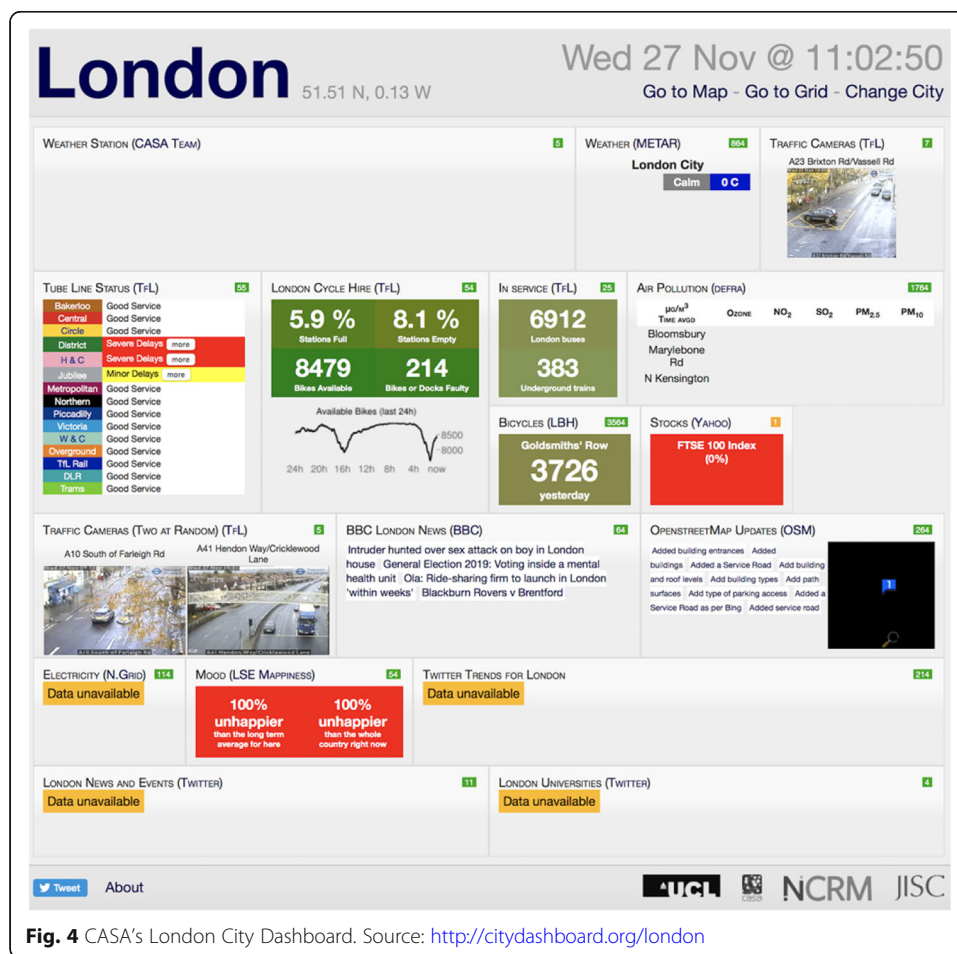 London 51.51 N, 0.13 W
Wed 27 Nov @ 11:02:50
Go to Map - Go to Grid - Change City
WEATHER STATION (CASA TEAM) 5
WEATHER (METAR) 864
London City
Calm 0 C
TRAFFIC CAMERAS (TFL) 7
A23 Brixton Rd/Vassell Rd
TUBE LINE STATUS (TFL) 55
Bakerloo Good Service
Central Good Service
Circle Good Service
District Severe Delays more
H & C Severe Delays more
Jubilee Minor Delays more
Metropolitan Good Service
Northern Good Service
Piccadilly Good Service
Victoria Good Service
W & C Good Service
Overground Good Service
TfL Rail Good Service
DLR Good Service
Trams Good Service
LONDON CYCLE HIRE (TFL) 54
5.9 % 8.1 %
Stations Full Stations Empty
8479 214
Bikes Available Bikes or Docks Faulty
Available Bikes (last 24h)
8500
8000
24h 20h 16h 12h 8h 4h now
IN SERVICE (TFL) 25
6912
London buses
383
Underground trains
AIR POLLUTION (DEFRA) 1764
µG/M³
TIME AVGD OZONE NO2 SO2 PM2.5 PM10
Bloomsbury
Marylebone
Rd
N Kensington
BICYCLES (LBH) 3564
Goldsmiths' Row
3726
yesterday
STOCKS (YAHOO) 1
FTSE 100 Index
(0%)
TRAFFIC CAMERAS (TWO AT RANDOM) (TFL) 5
A10 South of Farleigh Rd
A41 Hendon Way/Cricklewood
Lane
A10 South of Farleigh Rd
A41 Hendon Way/Cricklewood Lane
BBC LONDON NEWS (BBC) 64
Intruder hunted over sex attack on boy in London
house General Election 2019: Voting inside a mental
health unit Ola: Ride-sharing firm to launch in London
'within weeks' Blackburn Rovers v Brentford
OPENSTREETMAP UPDATES (OSM) 264
Added building entrances Added
buildings Added a Service Road Add building
and roof levels Add building types Add path
surfaces Add type of parking access Added a
Service Road as per Bing Added service road
1
ELECTRICITY (N.GRID) 114
Data unavailable
MOOD (LSE MAPPINESS) 54
100% 100%
unhappier unhappier
than the long term than the whole
average for here country right now
TWITTER TRENDS FOR LONDON 214
Data unavailable
LONDON NEWS AND EVENTS (TWITTER) 11
Data unavailable
LONDON UNIVERSITIES (TWITTER) 4
Data unavailable
Tweet About
UCL casa NCRM JISC
Fig. 4 CASA's London City Dashboard. Source: http://citydashboard.org/london